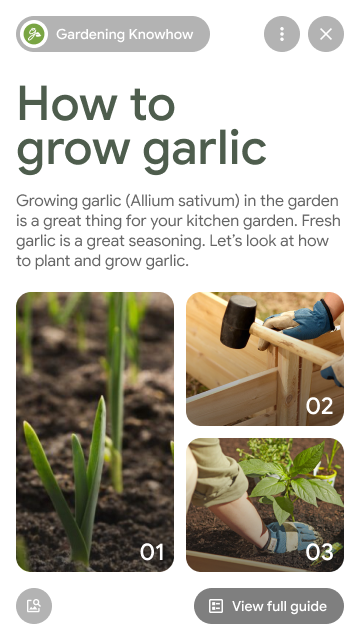 Gardening Knowhow
How to
grow garlic
Growing garlic (Allium sativum) in the garden
is a great thing for your kitchen garden. Fresh
garlic is a great seasoning. Let’s look at how
to plant and grow garlic.
01
02
03
View full guide